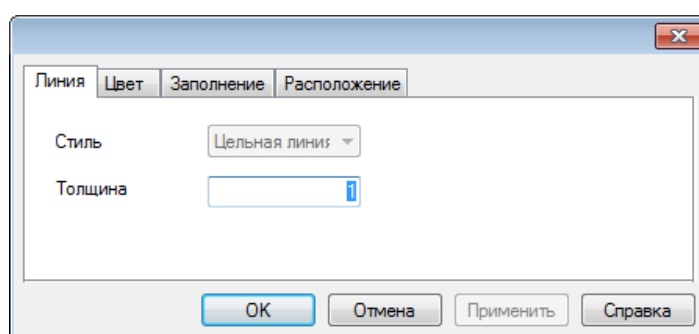 Линия Цвет Заполнение Расположение
Стиль Цельная линия
Толщина 1
OK Отмена Применить Справка